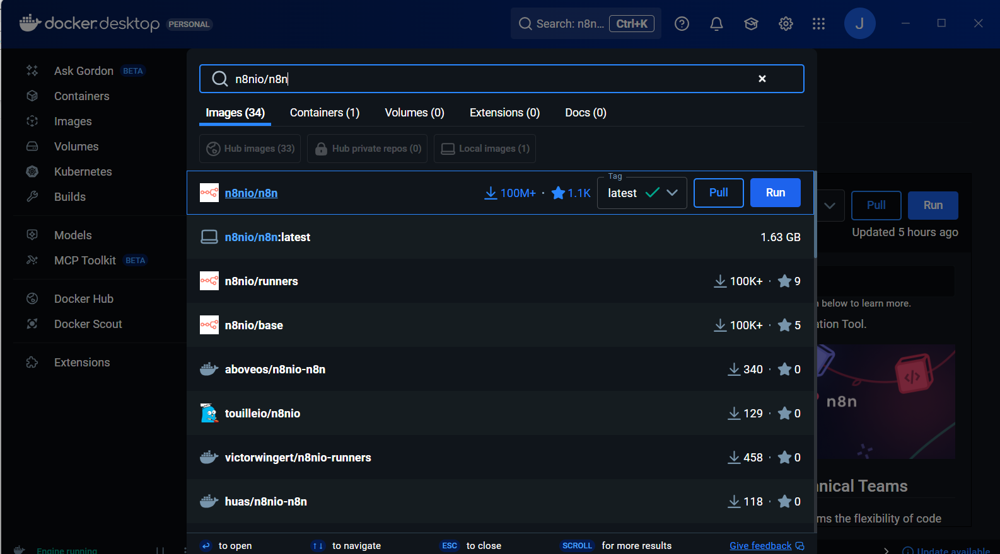 docker.desktop PERSONAL
Search: n8n... Ctrl+K
J
Ask Gordon BETA
Containers
Images
Volumes
Kubernetes
Builds
Models
MCP Toolkit BETA
Docker Hub
Docker Scout
Extensions
n8nio/n8n
Images (34) Containers (1) Volumes (0) Extensions (0) Docs (0)
Hub images (33) Hub private repos (0) Local images (1)
n8nio/n8n 100M+ · 1.1K Tag latest Pull Run
n8nio/n8n:latest 1.63 GB
n8nio/runners 100K+ · 9
n8nio/base 100K+ · 5
aboveos/n8nio-n8n 340 · 0
touilleio/n8nio 129 · 0
victorwingert/n8nio-runners 458 · 0
huas/n8nio-n8n 118 · 0
to open to navigate ESC to close SCROLL for more results Give feedback
Pull Run
Updated 5 hours ago
below to learn more.
ation Tool.
n8n
nical Teams
ms the flexibility of code
Engine running
Update available